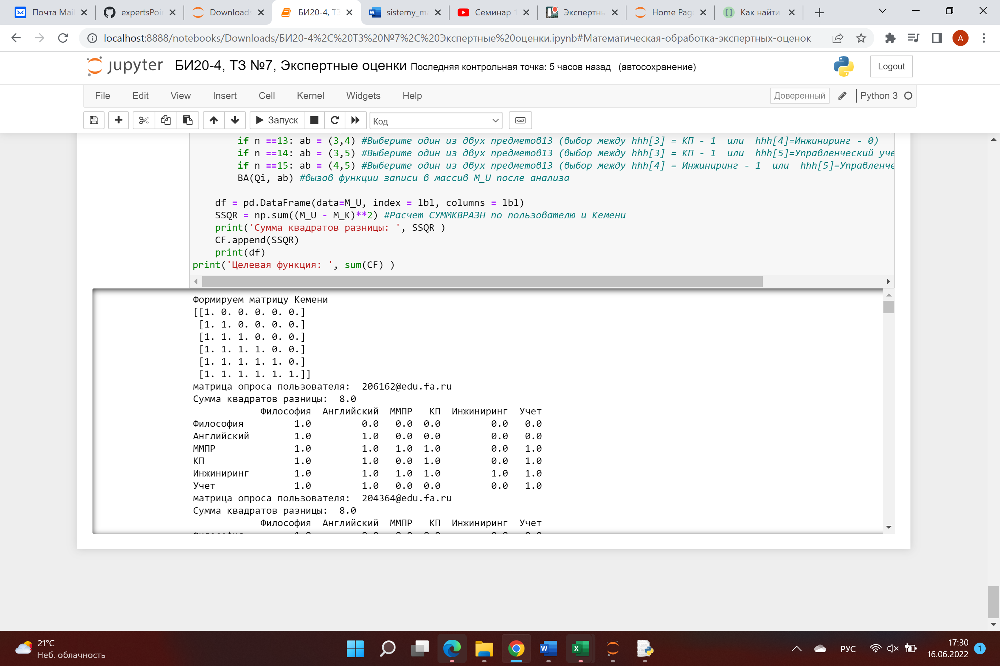 Почта Mai
expertsPoi
Downloads
БИ20-4, ТЗ
sistemy_m
Семинар 1
Экспертны
Home Pag
Как найти
localhost:8888/notebooks/Downloads/БИ20-4%2C%20ТЗ%20№7%2C%20Экспертные%20оценки.ipynb#Математическая-обработка-экспертных-оценок
A
jupyter БИ20-4, ТЗ №7, Экспертные оценки Последняя контрольная точка: 5 часов назад (автосохранение)
Logout
File Edit View Insert Cell Kernel Widgets Help
Доверенный Python 3
Запуск Код
if n ==13: ab = (3,4) #Выберите один из двух предметов13 (выбор между hhh[3] = КП - 1 или hhh[4]=Инжиниринг - 0)
if n ==14: ab = (3,5) #Выберите один из двух предметов13 (выбор между hhh[3] = КП - 1 или hhh[5]=Управленческий уче
if n ==15: ab = (4,5) #Выберите один из двух предметов13 (выбор между hhh[4] = Инжиниринг - 1 или hhh[5]=Управленче
BA(Qi, ab) #вызов функции записи в массив M_U после анализа
df = pd.DataFrame(data=M_U, index = lbl, columns = lbl)
SSQR = np.sum((M_U - M_K)**2) #Расчет СУММКВРАЗН по пользователю и Кемени
print('Сумма квадратов разницы: ', SSQR )
CF.append(SSQR)
print(df)
print('Целевая функция: ', sum(CF) )
Формируем матрицу Кемени
[[1. 0. 0. 0. 0. 0.]
[1. 1. 0. 0. 0. 0.]
[1. 1. 1. 0. 0. 0.]
[1. 1. 1. 1. 0. 0.]
[1. 1. 1. 1. 1. 0.]
[1. 1. 1. 1. 1. 1.]]
матрица опроса пользователя: 206162@edu.fa.ru
Сумма квадратов разницы: 8.0
Философия Английский ММПР КП Инжиниринг Учет
Философия 1.0 0.0 0.0 0.0 0.0 0.0
Английский 1.0 1.0 0.0 0.0 0.0 0.0
ММПР 1.0 1.0 1.0 1.0 0.0 1.0
КП 1.0 1.0 0.0 1.0 0.0 1.0
Инжиниринг 1.0 1.0 1.0 1.0 1.0 1.0
Учет 1.0 1.0 0.0 0.0 0.0 1.0
матрица опроса пользователя: 204364@edu.fa.ru
Сумма квадратов разницы: 8.0
Философия Английский ММПР КП Инжиниринг Учет
21°C
Неб. облачность
РУС
17:30
16.06.2022
1